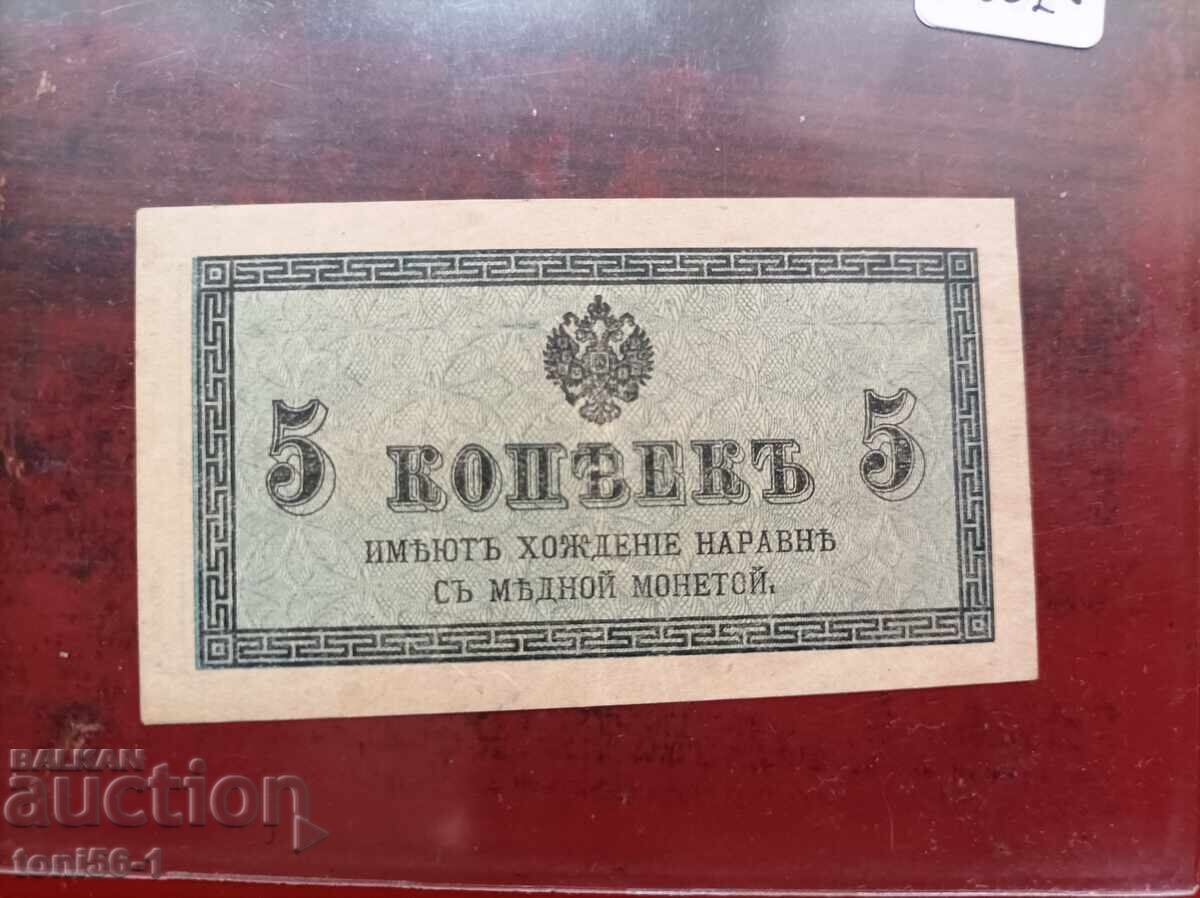 5 КОПѢЕКЪ 5
ИМѢЮТЪ ХОЖДЕНІЕ НАРАВНѢ
СЪ МѢДНОЙ МОНЕТОЙ.
BALKAN
auction
toni56-1